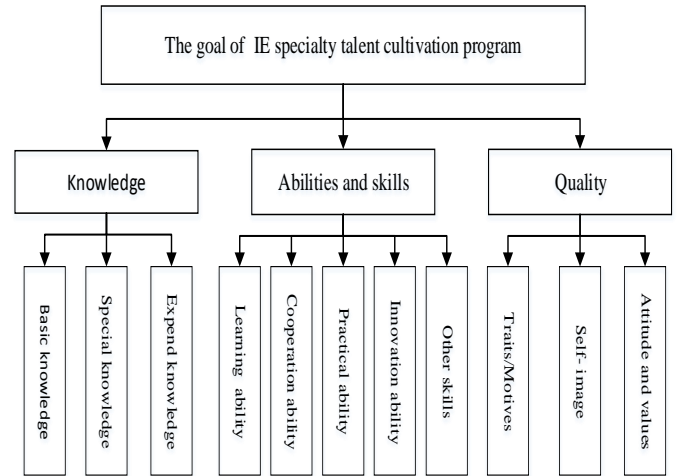 The goal of IE specialty talent cultivation program
Knowledge
Abilities and skills
Quality
Basic knowledge
Special knowledge
Expend knowledge
Learning ability
Cooperation ability
Practical ability
Innovation ability
Other skills
Traits/Motives
Self- image
Attitude and values